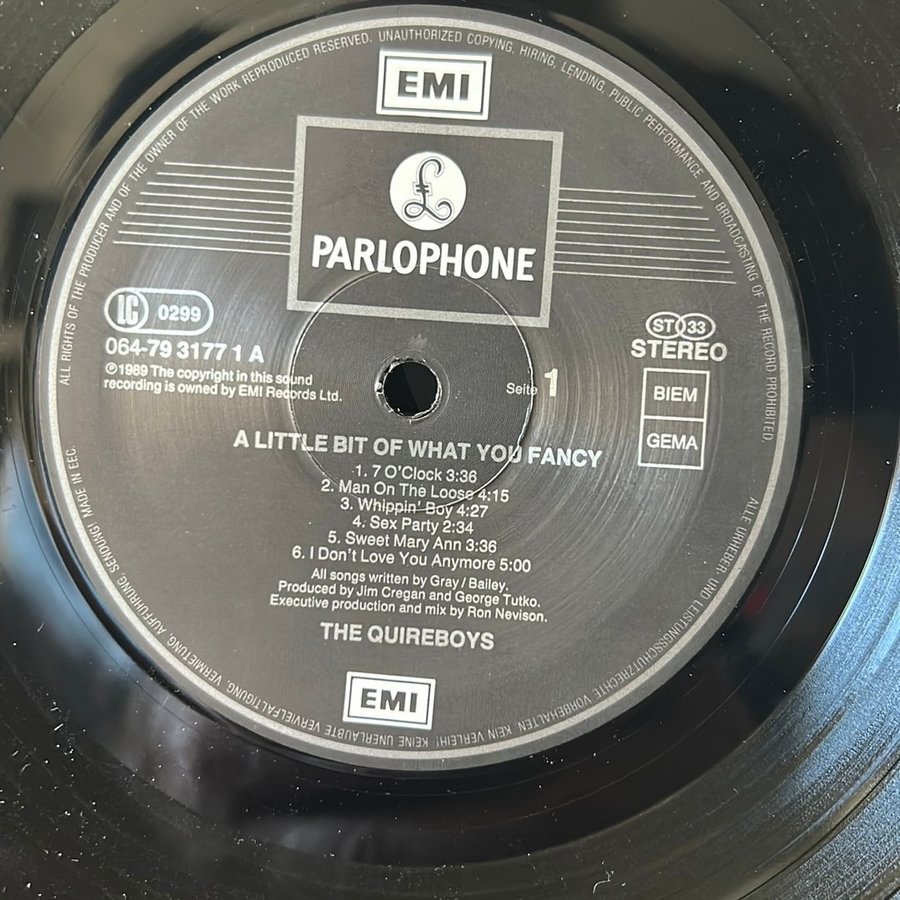 ALL RIGHTS OF THE PRODUCER AND OF THE OWNER OF THE WORK REPRODUCED RESERVED. UNAUTHORIZED COPYING, HIRING, LENDING, PUBLIC PERFORMANCE AND BROADCASTING OF THE RECORD PROHIBITED.
EMI
£
PARLOPHONE
LC 0299
064-79 3177 1 A
℗1989 The copyright in this sound
recording is owned by EMI Records Ltd.
Seite 1
ST 33
STEREO
BIEM
GEMA
A LITTLE BIT OF WHAT YOU FANCY
1. 7 O'Clock 3:36
2. Man On The Loose 4:15
3. Whippin' Boy 4:27
4. Sex Party 2:34
5. Sweet Mary Ann 3:36
6. I Don't Love You Anymore 5:00
All songs written by Gray / Bailey.
Produced by Jim Cregan and George Tutko.
Executive production and mix by Ron Nevison.
THE QUIREBOYS
EMI
ALLE URHEBER UND LEISTUNGSSCHUTZRECHTE VORBEHALTEN. KEIN VERLEIH! KEINE UNERLAUBTE VERVIELFÄLTIGUNG, VERMIETUNG, AUFFÜHRUNG, SENDUNG! MADE IN EEC.